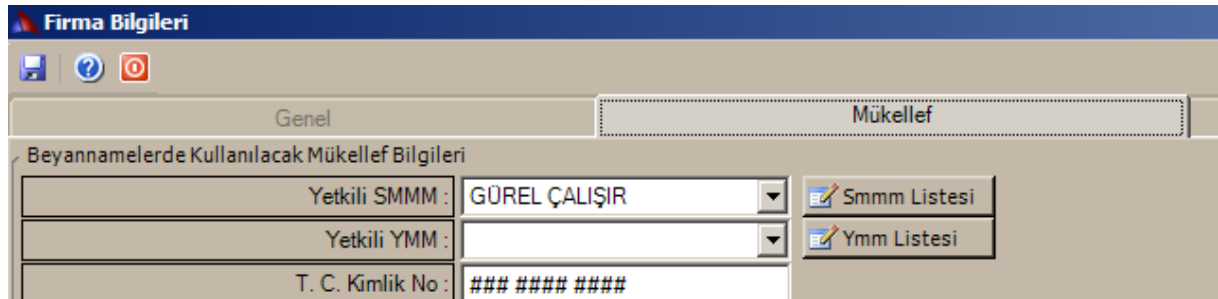 Firma Bilgileri
Genel
Mükellef
Beyannamelerde Kullanılacak Mükellef Bilgileri
Yetkili SMMM : GÜREL ÇALIŞIR Smmm Listesi
Yetkili YMM : Ymm Listesi
T. C. Kimlik No : ### #### ####